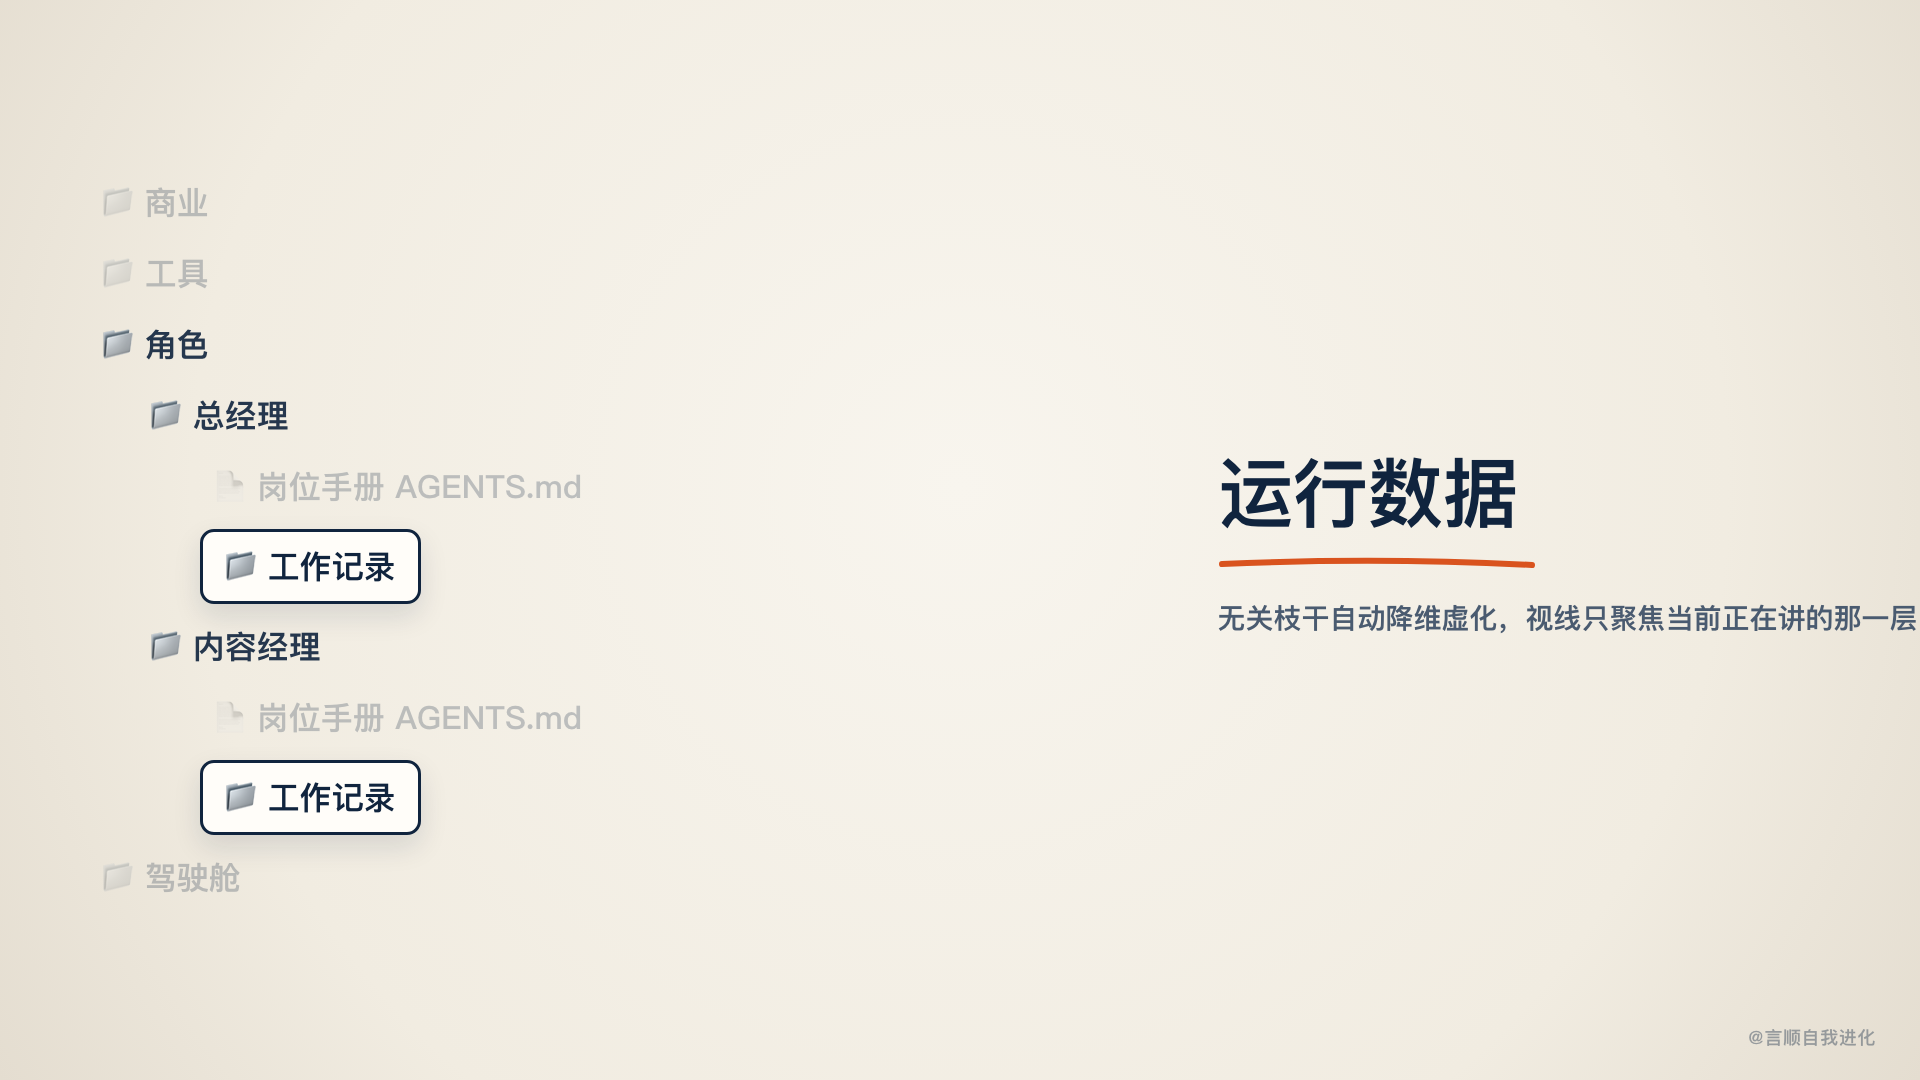 商业
工具
角色
总经理
岗位手册 AGENTS.md
工作记录
内容经理
岗位手册 AGENTS.md
工作记录
驾驶舱
运行数据
无关枝干自动降维虚化，视线只聚焦当前正在讲的那一层
@言顺自我进化